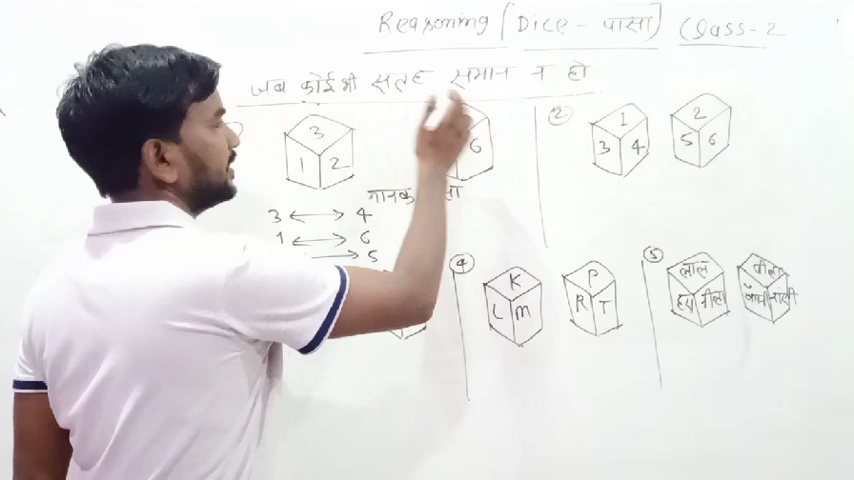 Reasoning (Dice - पासा) Class-2
जब कोई भी सतह समान न हो
3
1 2
6
②
1
3 4
2
5 6
3 ↔ 4
1 ↔ 6
→ 5
④
K
L M
P
R T
⑤
लाल
नीला